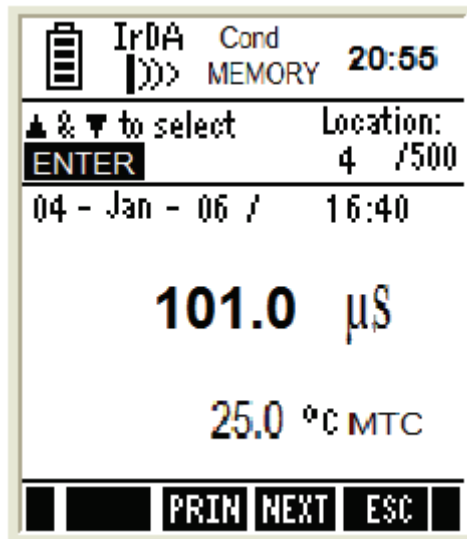 IrDA Cond 20:55
MEMORY
▲ & ▼ to select Location:
ENTER 4 /500
04 - Jan - 06 / 16:40
101.0 µS
25.0 ºC MTC
PRIN NEXT ESC